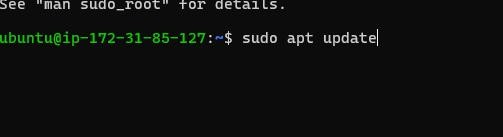 See "man sudo_root" for details.
ubuntu@ip-172-31-85-127:~$ sudo apt update